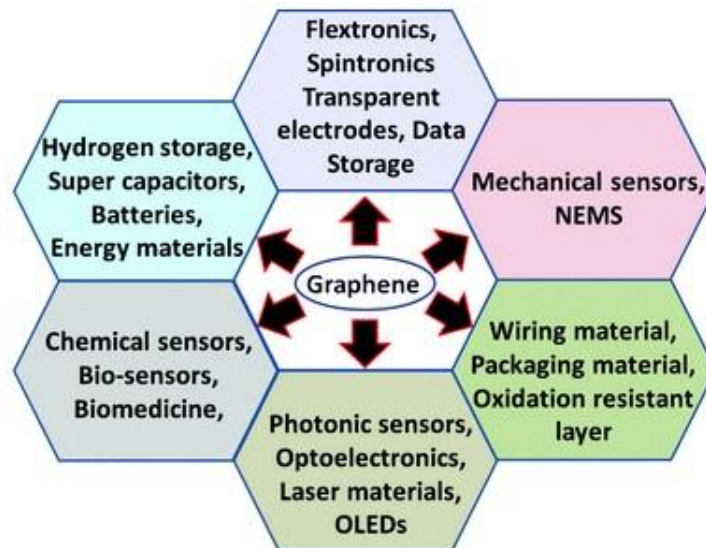 Flextronics,
Spintronics
Transparent
electrodes, Data
Storage
Hydrogen storage,
Super capacitors,
Batteries,
Energy materials
Mechanical sensors,
NEMS
Graphene
Chemical sensors,
Bio-sensors,
Biomedicine,
Wiring material,
Packaging material,
Oxidation resistant
layer
Photonic sensors,
Optoelectronics,
Laser materials,
OLEDs